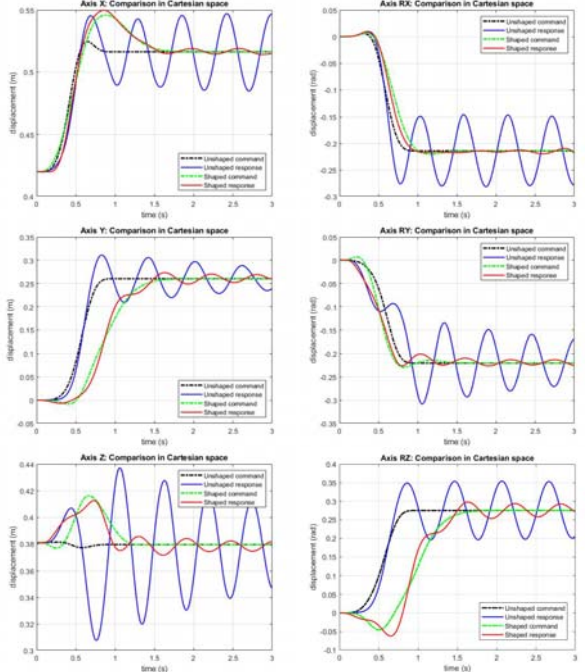 Axis X: Comparison in Cartesian space
displacement (m)
0.55
0.5
0.45
0.4
0
0.5
1
1.5
2
2.5
3
time (s)
Unshaped command
Unshaped response
Shaped command
Shaped response
Axis RX: Comparison in Cartesian space
displacement (rad)
0.05
0
-0.05
-0.1
-0.15
-0.2
-0.25
-0.3
0
0.5
1
1.5
2
2.5
3
time (s)
Unshaped command
Unshaped response
Shaped command
Shaped response
Axis Y: Comparison in Cartesian space
displacement (m)
0.35
0.3
0.25
0.2
0.15
0.1
0.05
0
-0.05
0
0.5
1
1.5
2
2.5
3
time (s)
Unshaped command
Unshaped response
Shaped command
Shaped response
Axis RY: Comparison in Cartesian space
displacement (rad)
0.05
0
-0.05
-0.1
-0.15
-0.2
-0.25
-0.3
-0.35
0
0.5
1
1.5
2
2.5
3
time (s)
Unshaped command
Unshaped response
Shaped command
Shaped response
Axis Z: Comparison in Cartesian space
displacement (m)
0.44
0.42
0.4
0.38
0.36
0.34
0.32
0.3
0
0.5
1
1.5
2
2.5
3
time (s)
Unshaped command
Unshaped response
Shaped command
Shaped response
Axis RZ: Comparison in Cartesian space
displacement (rad)
0.4
0.3
0.2
0.1
0
-0.1
0
0.5
1
1.5
2
2.5
3
time (s)
Unshaped command
Unshaped response
Shaped command
Shaped response